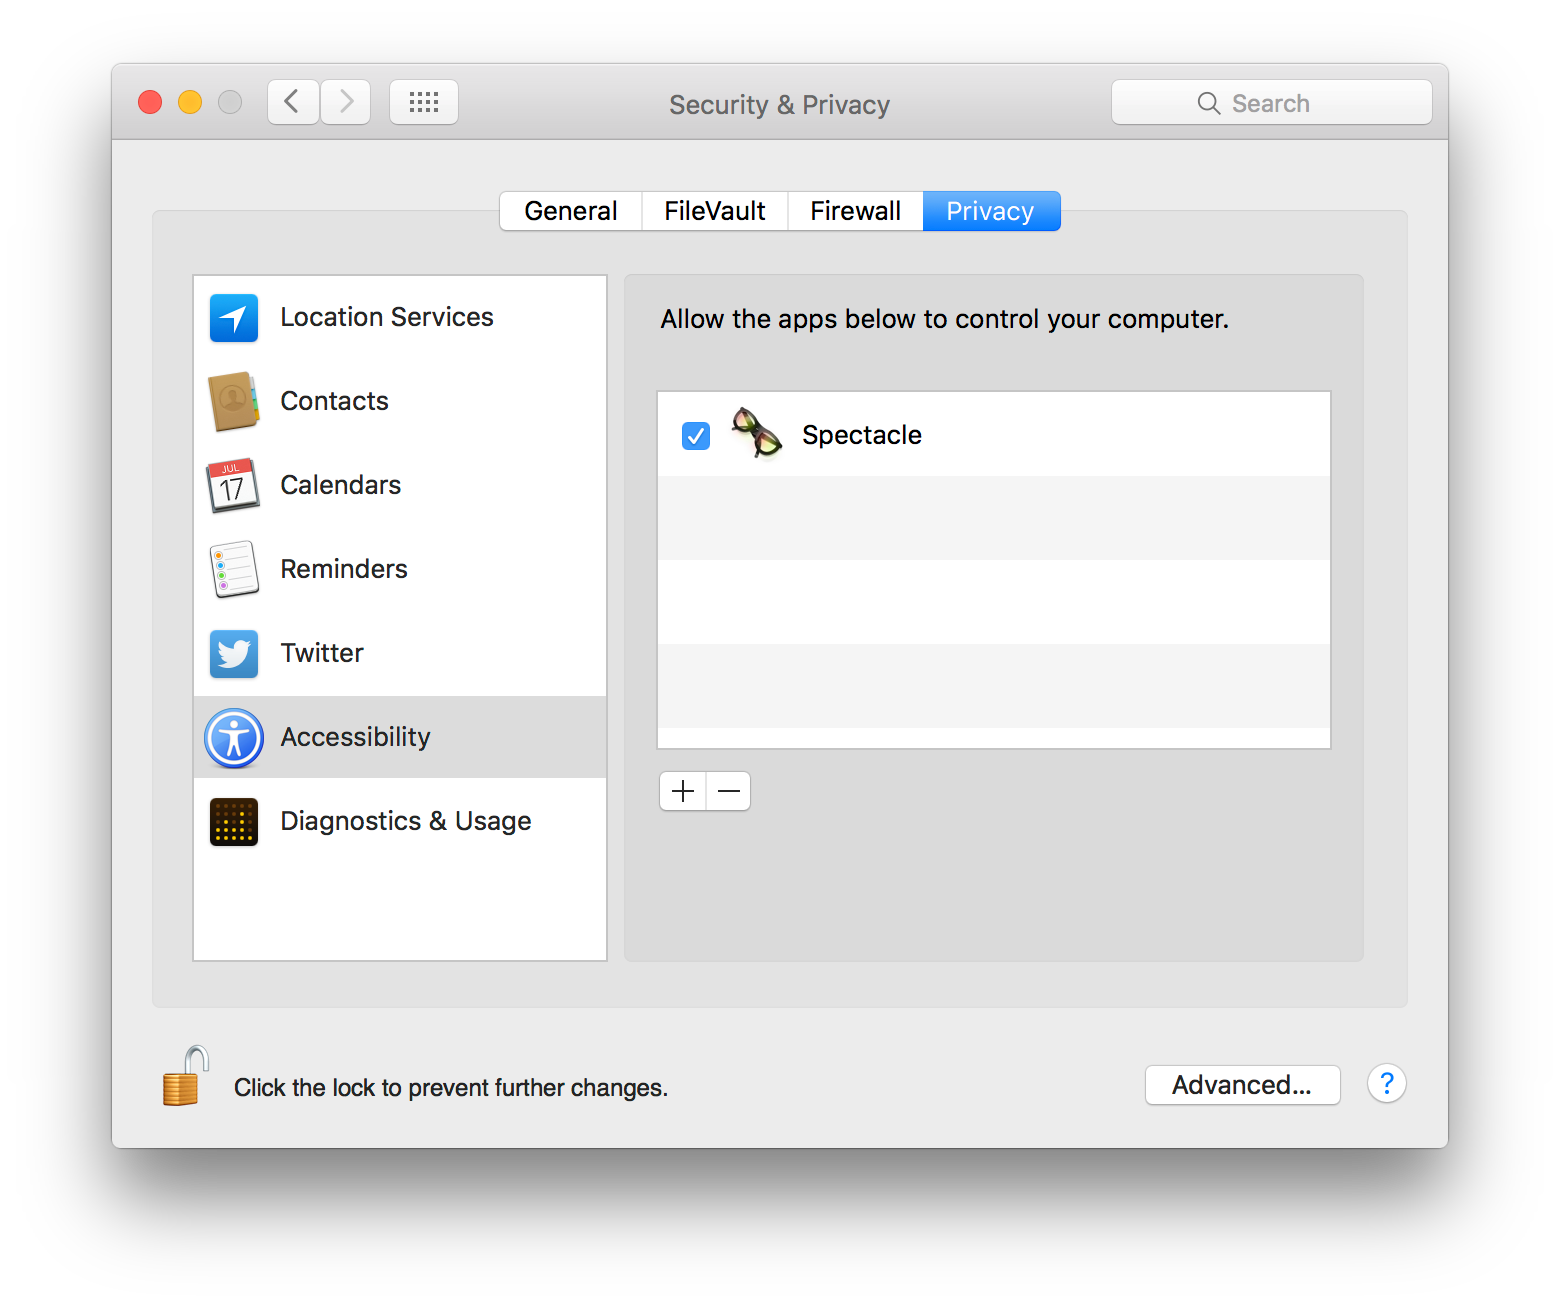 Security & Privacy
Search
General
FileVault
Firewall
Privacy
Location Services
Contacts
JUL
17
Calendars
Reminders
Twitter
Accessibility
Diagnostics & Usage
Allow the apps below to control your computer.
Spectacle
Click the lock to prevent further changes.
Advanced...
?